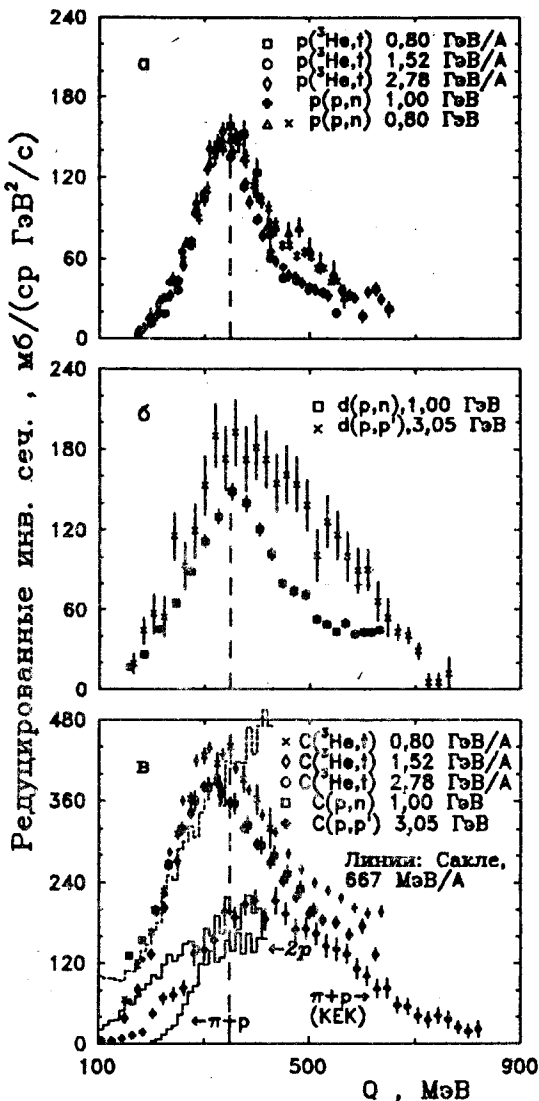 Редуцированные инв. сеч. , мб/(ср ГэВ²/с)
240
180
120
60
0
а
p(³He,t) 0,80 ГэВ/A
p(³He,t) 1,52 ГэВ/A
p(³He,t) 2,78 ГэВ/A
p(p,n) 1,00 ГэВ
p(p,n) 0,80 ГэВ
240
180
120
60
0
б
d(p,n),1,00 ГэВ
d(p,p'),3,05 ГэВ
480
360
240
120
0
в
C(³He,t) 0,80 ГэВ/A
C(³He,t) 1,52 ГэВ/A
C(³He,t) 2,78 ГэВ/A
C(p,n) 1,00 ГэВ
C(p,p') 3,05 ГэВ
Линии: Сакле,
667 МэВ/A
←2p
←π+p
π+p→
(КЕК)
100 500 900
Q , МэВ